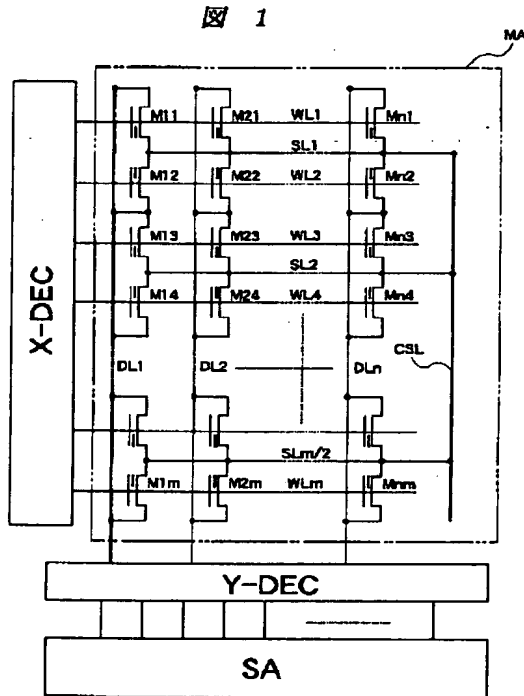 図 1
MA
M11 M21 WL1 Mn1
SL1
M12 M22 WL2 Mn2
M13 M23 WL3 Mn3
SL2
M14 M24 WL4 Mn4
X-DEC
DL1 DL2 DLn CSL
SLm/2
M1m M2m WLm Mnm
Y-DEC
SA